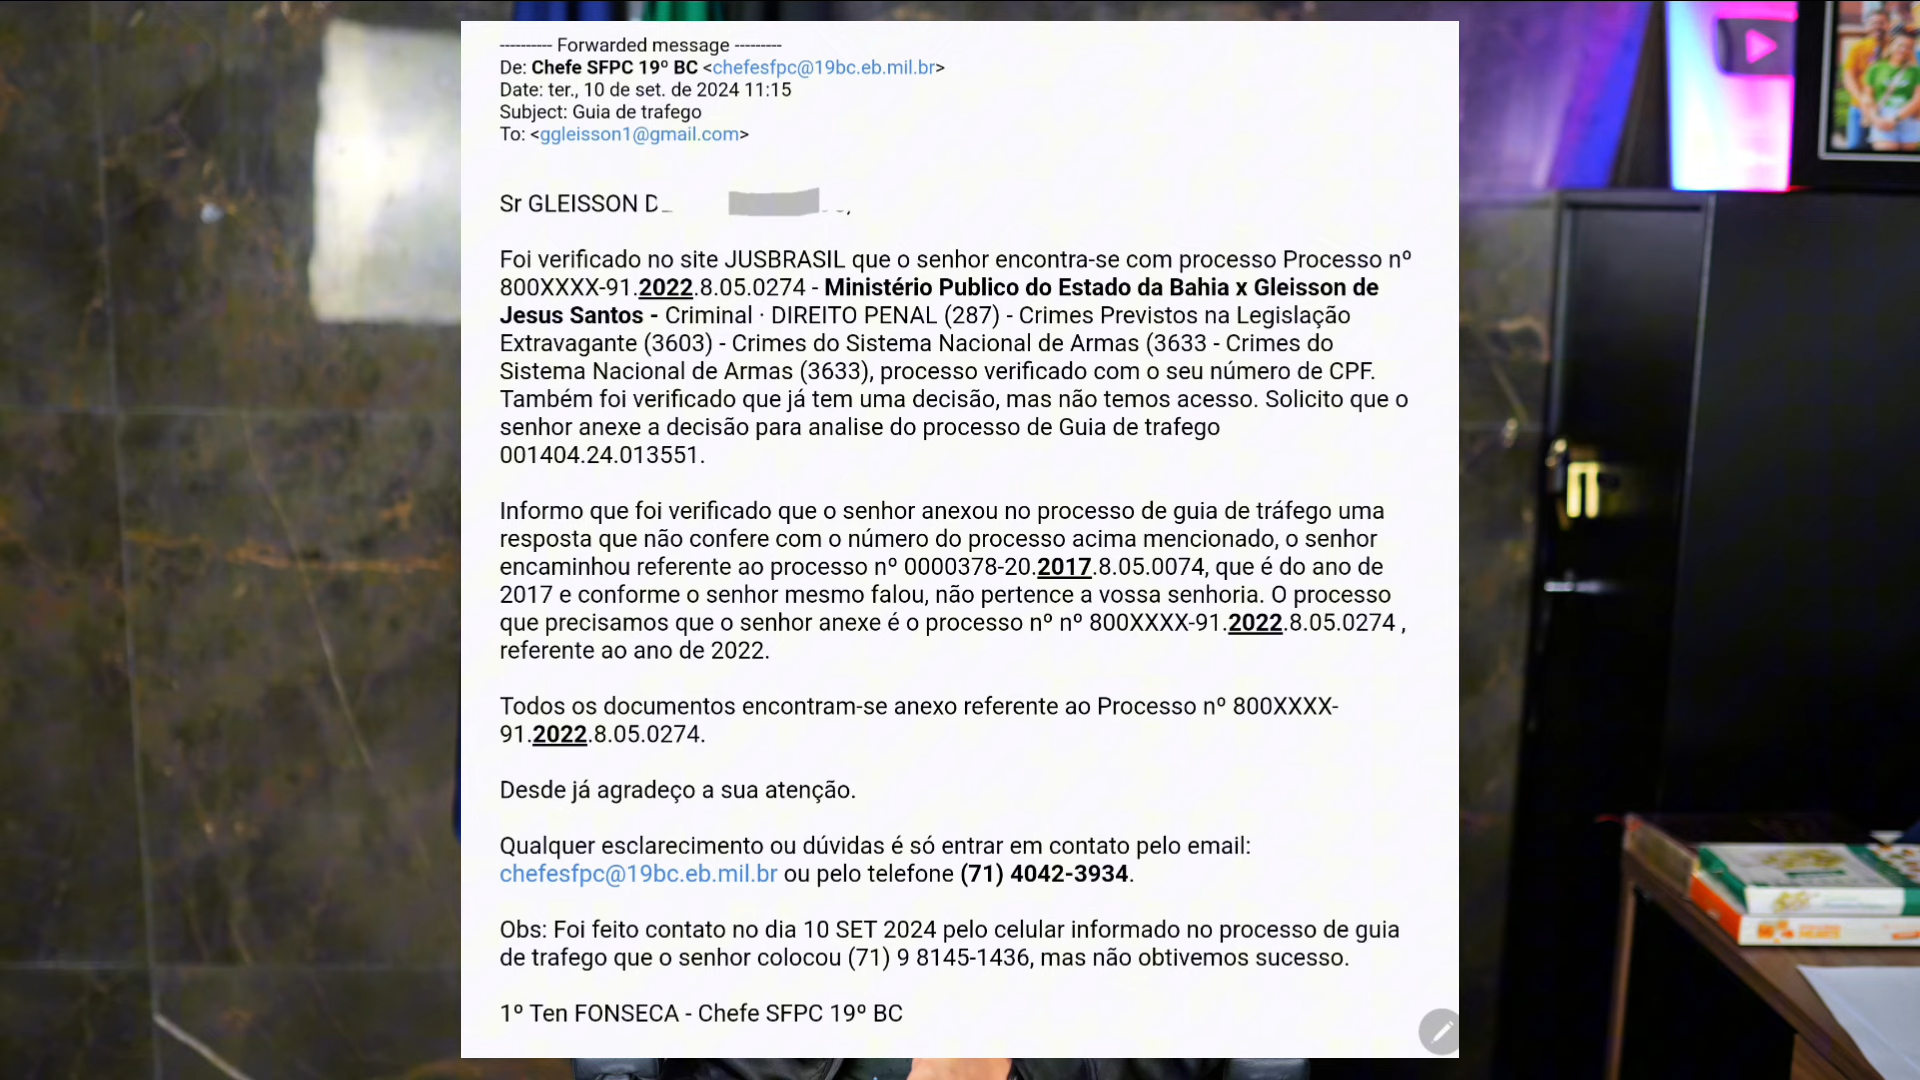 ---------- Forwarded message ---------
De: Chefe SFPC 19º BC <chefesfpc@19bc.eb.mil.br>
Date: ter., 10 de set. de 2024 11:15
Subject: Guia de trafego
To: <ggleisson1@gmail.com>
Sr GLEISSON D
Foi verificado no site JUSBRASIL que o senhor encontra-se com processo Processo nº
800XXXX-91.2022.8.05.0274 - Ministério Publico do Estado da Bahia x Gleisson de
Jesus Santos - Criminal · DIREITO PENAL (287) - Crimes Previstos na Legislação
Extravagante (3603) - Crimes do Sistema Nacional de Armas (3633 - Crimes do
Sistema Nacional de Armas (3633), processo verificado com o seu número de CPF.
Também foi verificado que já tem uma decisão, mas não temos acesso. Solicito que o
senhor anexe a decisão para analise do processo de Guia de trafego
001404.24.013551.
Informo que foi verificado que o senhor anexou no processo de guia de tráfego uma
resposta que não confere com o número do processo acima mencionado, o senhor
encaminhou referente ao processo nº 0000378-20.2017.8.05.0074, que é do ano de
2017 e conforme o senhor mesmo falou, não pertence a vossa senhoria. O processo
que precisamos que o senhor anexe é o processo nº nº 800XXXX-91.2022.8.05.0274 ,
referente ao ano de 2022.
Todos os documentos encontram-se anexo referente ao Processo nº 800XXXX-
91.2022.8.05.0274.
Desde já agradeço a sua atenção.
Qualquer esclarecimento ou dúvidas é só entrar em contato pelo email:
chefesfpc@19bc.eb.mil.br ou pelo telefone (71) 4042-3934.
Obs: Foi feito contato no dia 10 SET 2024 pelo celular informado no processo de guia
de trafego que o senhor colocou (71) 9 8145-1436, mas não obtivemos sucesso.
1º Ten FONSECA - Chefe SFPC 19º BC